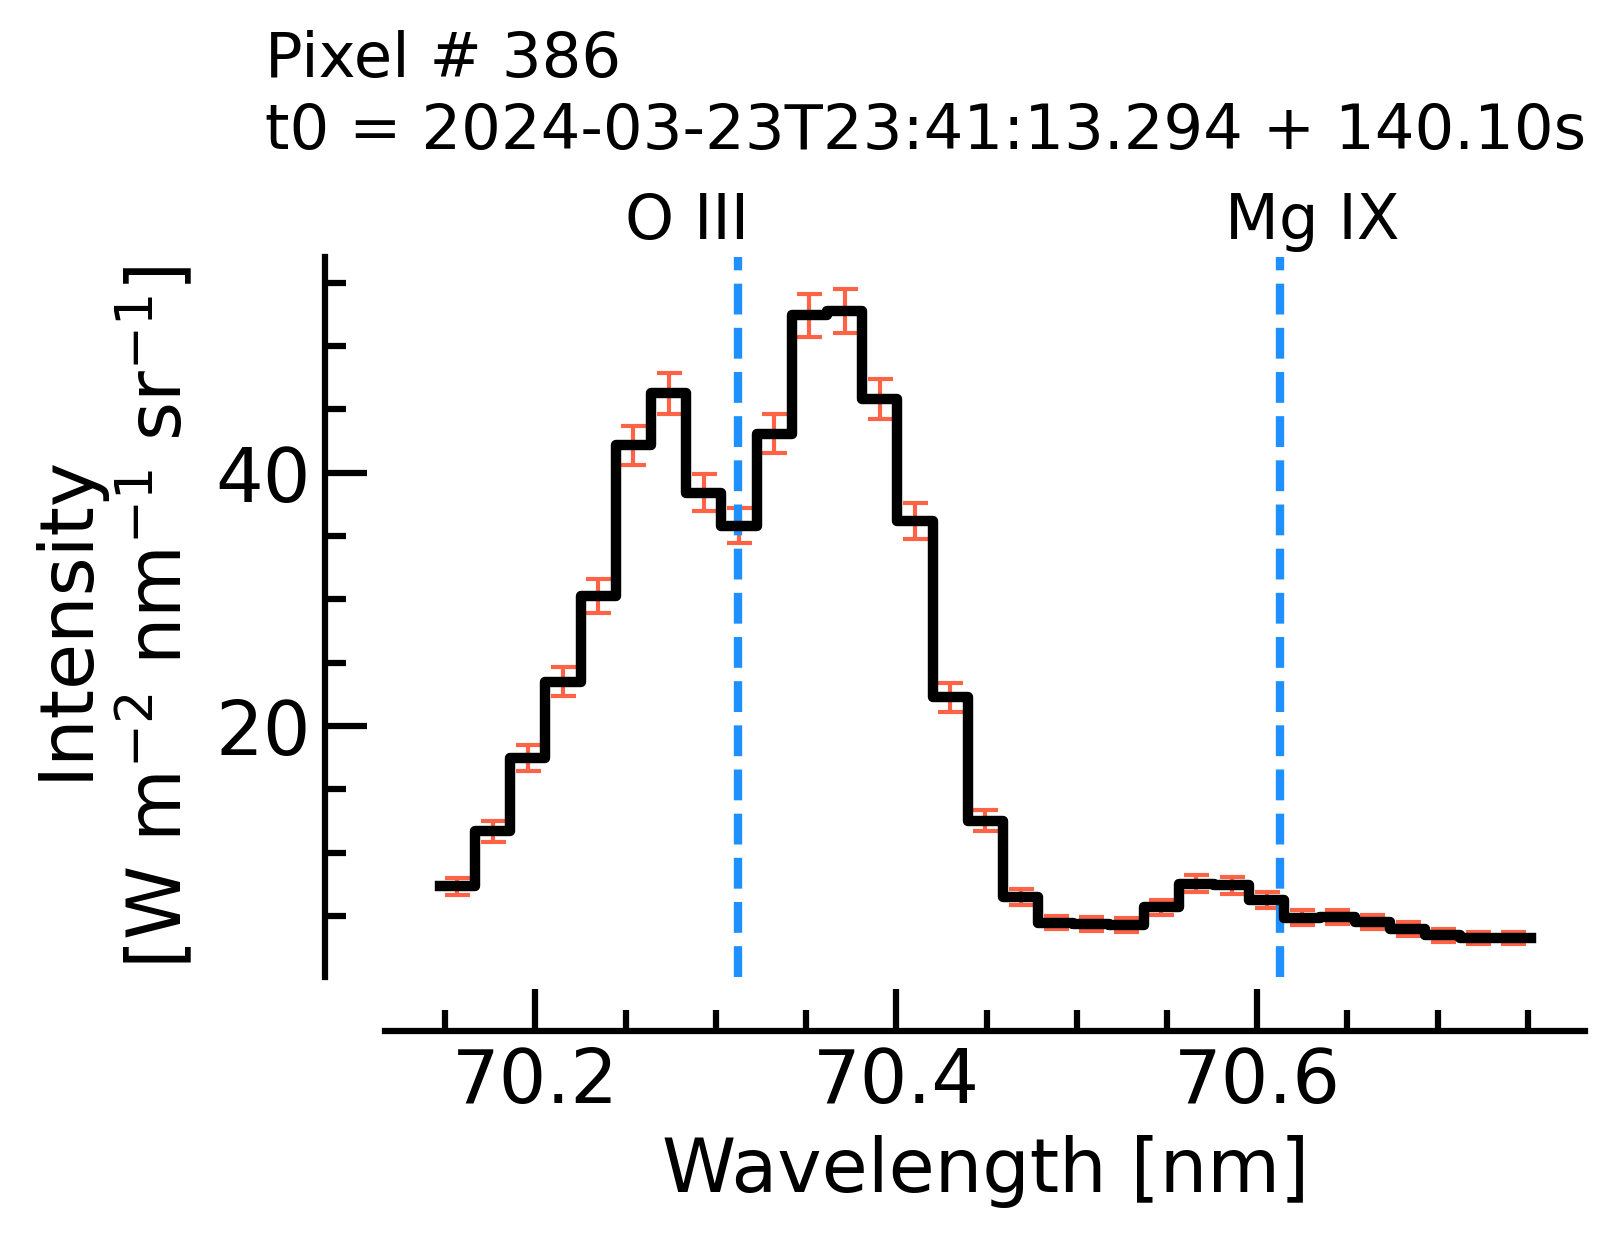 Pixel # 386
t0 = 2024-03-23T23:41:13.294 + 140.10s
O III
Mg IX
Intensity
[W m⁻² nm⁻¹ sr⁻¹]
40
20
70.2
70.4
70.6
Wavelength [nm]